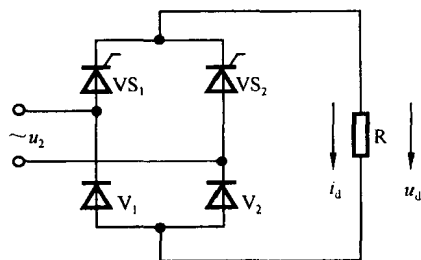 VS₁ VS₂
R
~u₂
i_d u_d
V₁ V₂